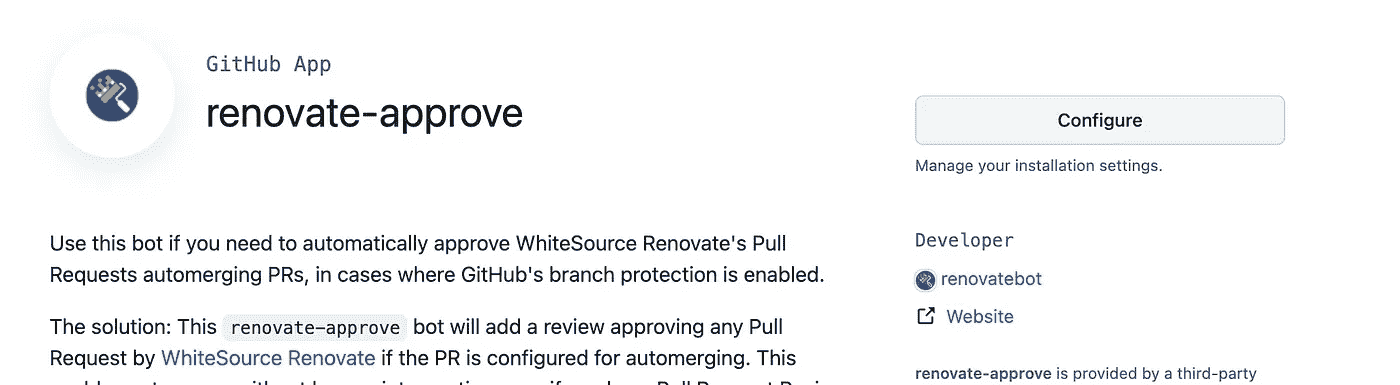 GitHub App
renovate-approve
Configure
Manage your installation settings.
Use this bot if you need to automatically approve WhiteSource Renovate's Pull
Requests automerging PRs, in cases where GitHub's branch protection is enabled.
The solution: This renovate-approve bot will add a review approving any Pull
Request by WhiteSource Renovate if the PR is configured for automerging. This
Developer
renovatebot
Website
renovate-approve is provided by a third-party